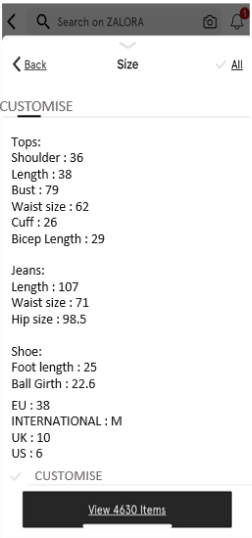 Search on ZALORA
1
Back
Size
All
CUSTOMISE
Tops:
Shoulder : 36
Length : 38
Bust : 79
Waist size : 62
Cuff : 26
Bicep Length : 29
Jeans:
Length : 107
Waist size : 71
Hip size : 98.5
Shoe:
Foot length : 25
Ball Girth : 22.6
EU : 38
INTERNATIONAL : M
UK : 10
US : 6
CUSTOMISE
View 4630 Items